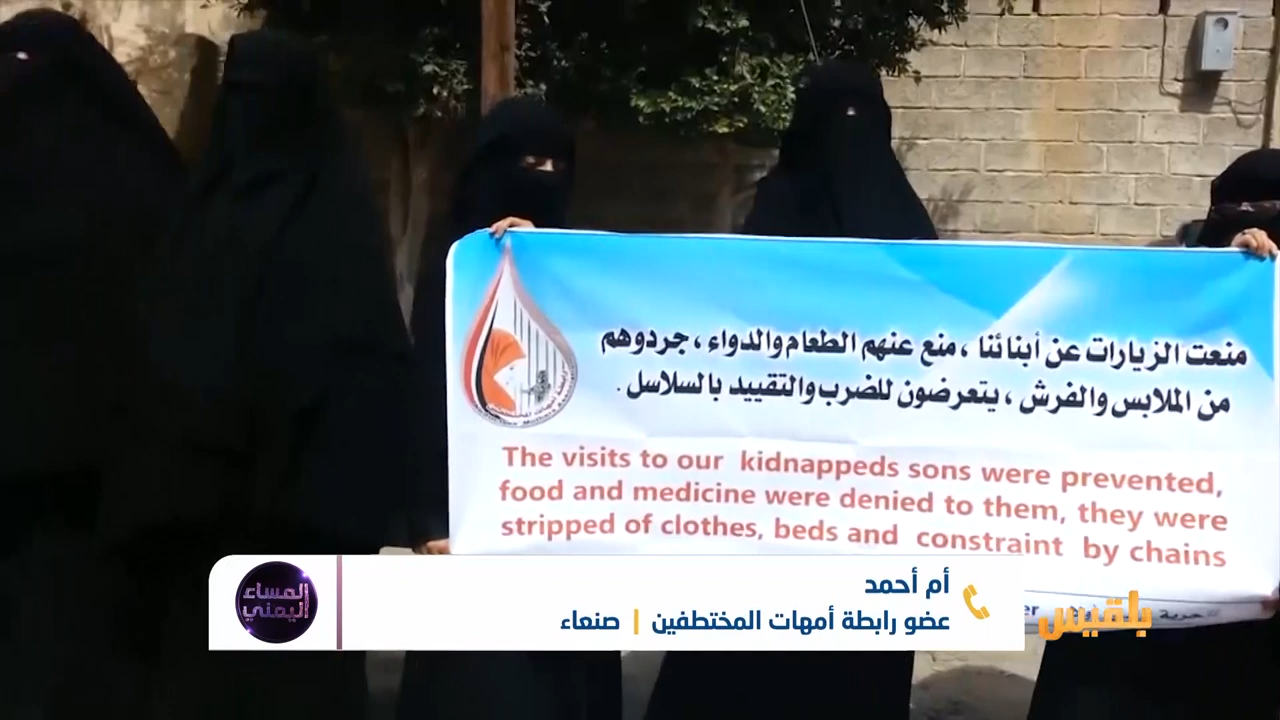 منعت الزيارات عن أبنائنا ، منع عنهم الطعام والدواء ، جردوهم
من الملابس والفرش ، يتعرضون للضرب والتقييد بالسلاسل .
The visits to our kidnappeds sons were prevented,
food and medicine were denied to them, they were
stripped of clothes, beds and constraint by chains
المساء
اليمني
أم أحمد
عضو رابطة أمهات المختطفين | صنعاء
بلقيس